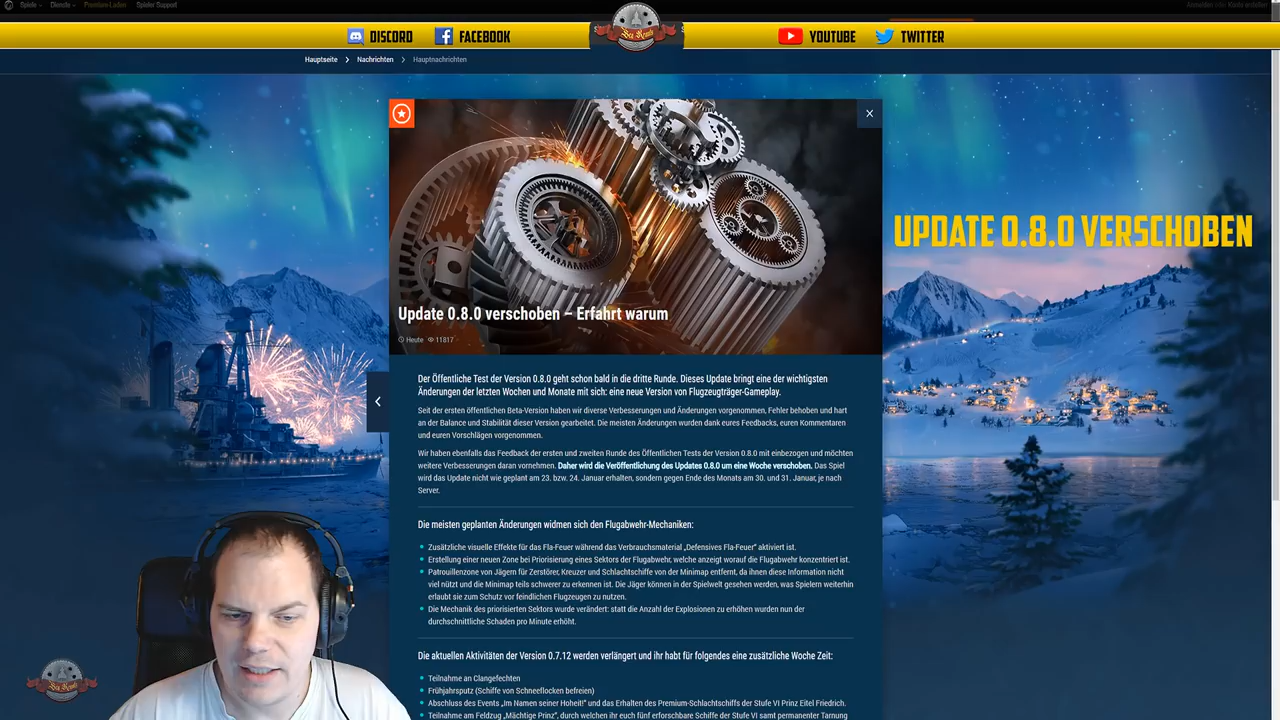 Spiele
Dienste
Premium-Laden
Spieler Support
Anmelden oder Konto erstellen
DISCORD
FACEBOOK
YOUTUBE
TWITTER
Hauptseite > Nachrichten > Hauptnachrichten
UPDATE 0.8.0 VERSCHOBEN
Update 0.8.0 verschoben – Erfahrt warum
Heute 11817
Der Öffentliche Test der Version 0.8.0 geht schon bald in die dritte Runde. Dieses Update bringt eine der wichtigsten
Änderungen der letzten Wochen und Monate mit sich: eine neue Version von Flugzeugträger-Gameplay.
Seit der ersten öffentlichen Beta-Version haben wir diverse Verbesserungen und Änderungen vorgenommen, Fehler behoben und hart
an der Balance und Stabilität dieser Version gearbeitet. Die meisten Änderungen wurden dank eures Feedbacks, euren Kommentaren
und euren Vorschlägen vorgenommen.
Wir haben ebenfalls das Feedback der ersten und zweiten Runde des Öffentlichen Tests der Version 0.8.0 mit einbezogen und möchten
weitere Verbesserungen daran vornehmen. Daher wird die Veröffentlichung des Updates 0.8.0 um eine Woche verschoben. Das Spiel
wird das Update nicht wie geplant am 23. bzw. 24. Januar erhalten, sondern gegen Ende des Monats am 30. und 31. Januar, je nach
Server.
Die meisten geplanten Änderungen widmen sich den Flugabwehr-Mechaniken:
Zusätzliche visuelle Effekte für das Fla-Feuer während das Verbrauchsmaterial „Defensives Fla-Feuer" aktiviert ist.
Erstellung einer neuen Zone bei Priorisierung eines Sektors der Flugabwehr, welche anzeigt worauf die Flugabwehr konzentriert ist.
Patrouillenzone von Jägern für Zerstörer, Kreuzer und Schlachtschiffe von der Minimap entfernt, da ihnen diese Information nicht
viel nützt und die Minimap teils schwerer zu erkennen ist. Die Jäger können in der Spielwelt gesehen werden, was Spielern weiterhin
erlaubt sie zum Schutz vor feindlichen Flugzeugen zu nutzen.
Die Mechanik des priorisierten Sektors wurde verändert: statt die Anzahl der Explosionen zu erhöhen wurden nun der
durchschnittliche Schaden pro Minute erhöht.
Die aktuellen Aktivitäten der Version 0.7.12 werden verlängert und ihr habt für folgendes eine zusätzliche Woche Zeit:
Teilnahme an Clangefechten
Frühjahrsputz (Schiffe von Schneeflocken befreien)
Abschluss des Events „Im Namen seiner Hoheit!" und das Erhalten des Premium-Schlachtschiffs der Stufe VI Prinz Eitel Friedrich.
Teilnahme am Feldzug „Mächtige Prinz", durch welchen ihr euch fünf erforschbare Schiffe der Stufe VI samt permanenter Tarnung